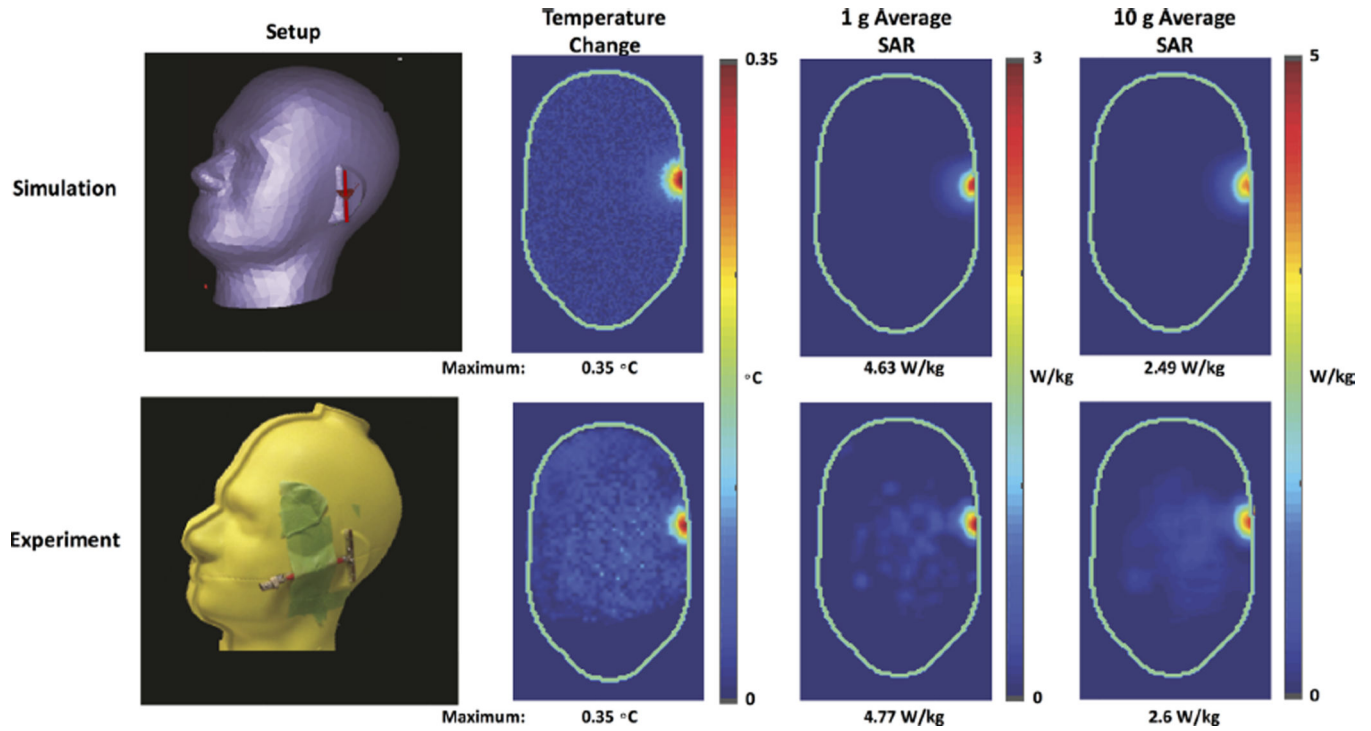 Setup
Temperature
Change
1 g Average
SAR
10 g Average
SAR
0.35
3
5
Simulation
Maximum:
0.35 °C
4.63 W/kg
2.49 W/kg
°C
W/kg
W/kg
Experiment
0
0
0
Maximum:
0.35 °C
4.77 W/kg
2.6 W/kg